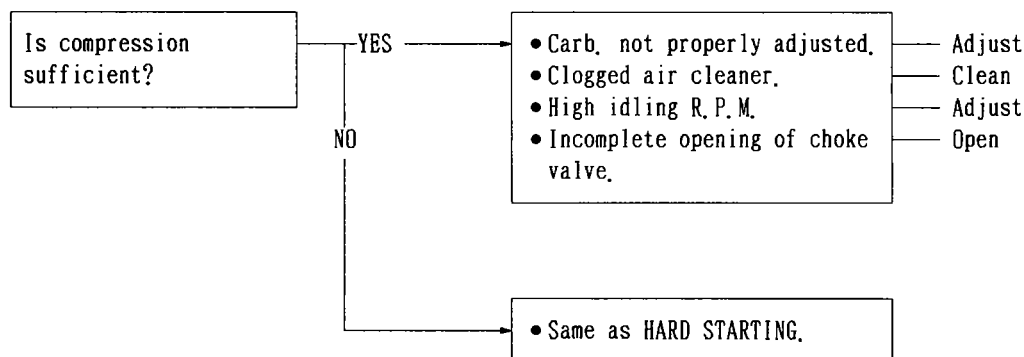 Is compression
sufficient?
YES
NO
• Carb. not properly adjusted.
• Clogged air cleaner.
• High idling R.P.M.
• Incomplete opening of choke
valve.
Adjust
Clean
Adjust
Open
• Same as HARD STARTING.